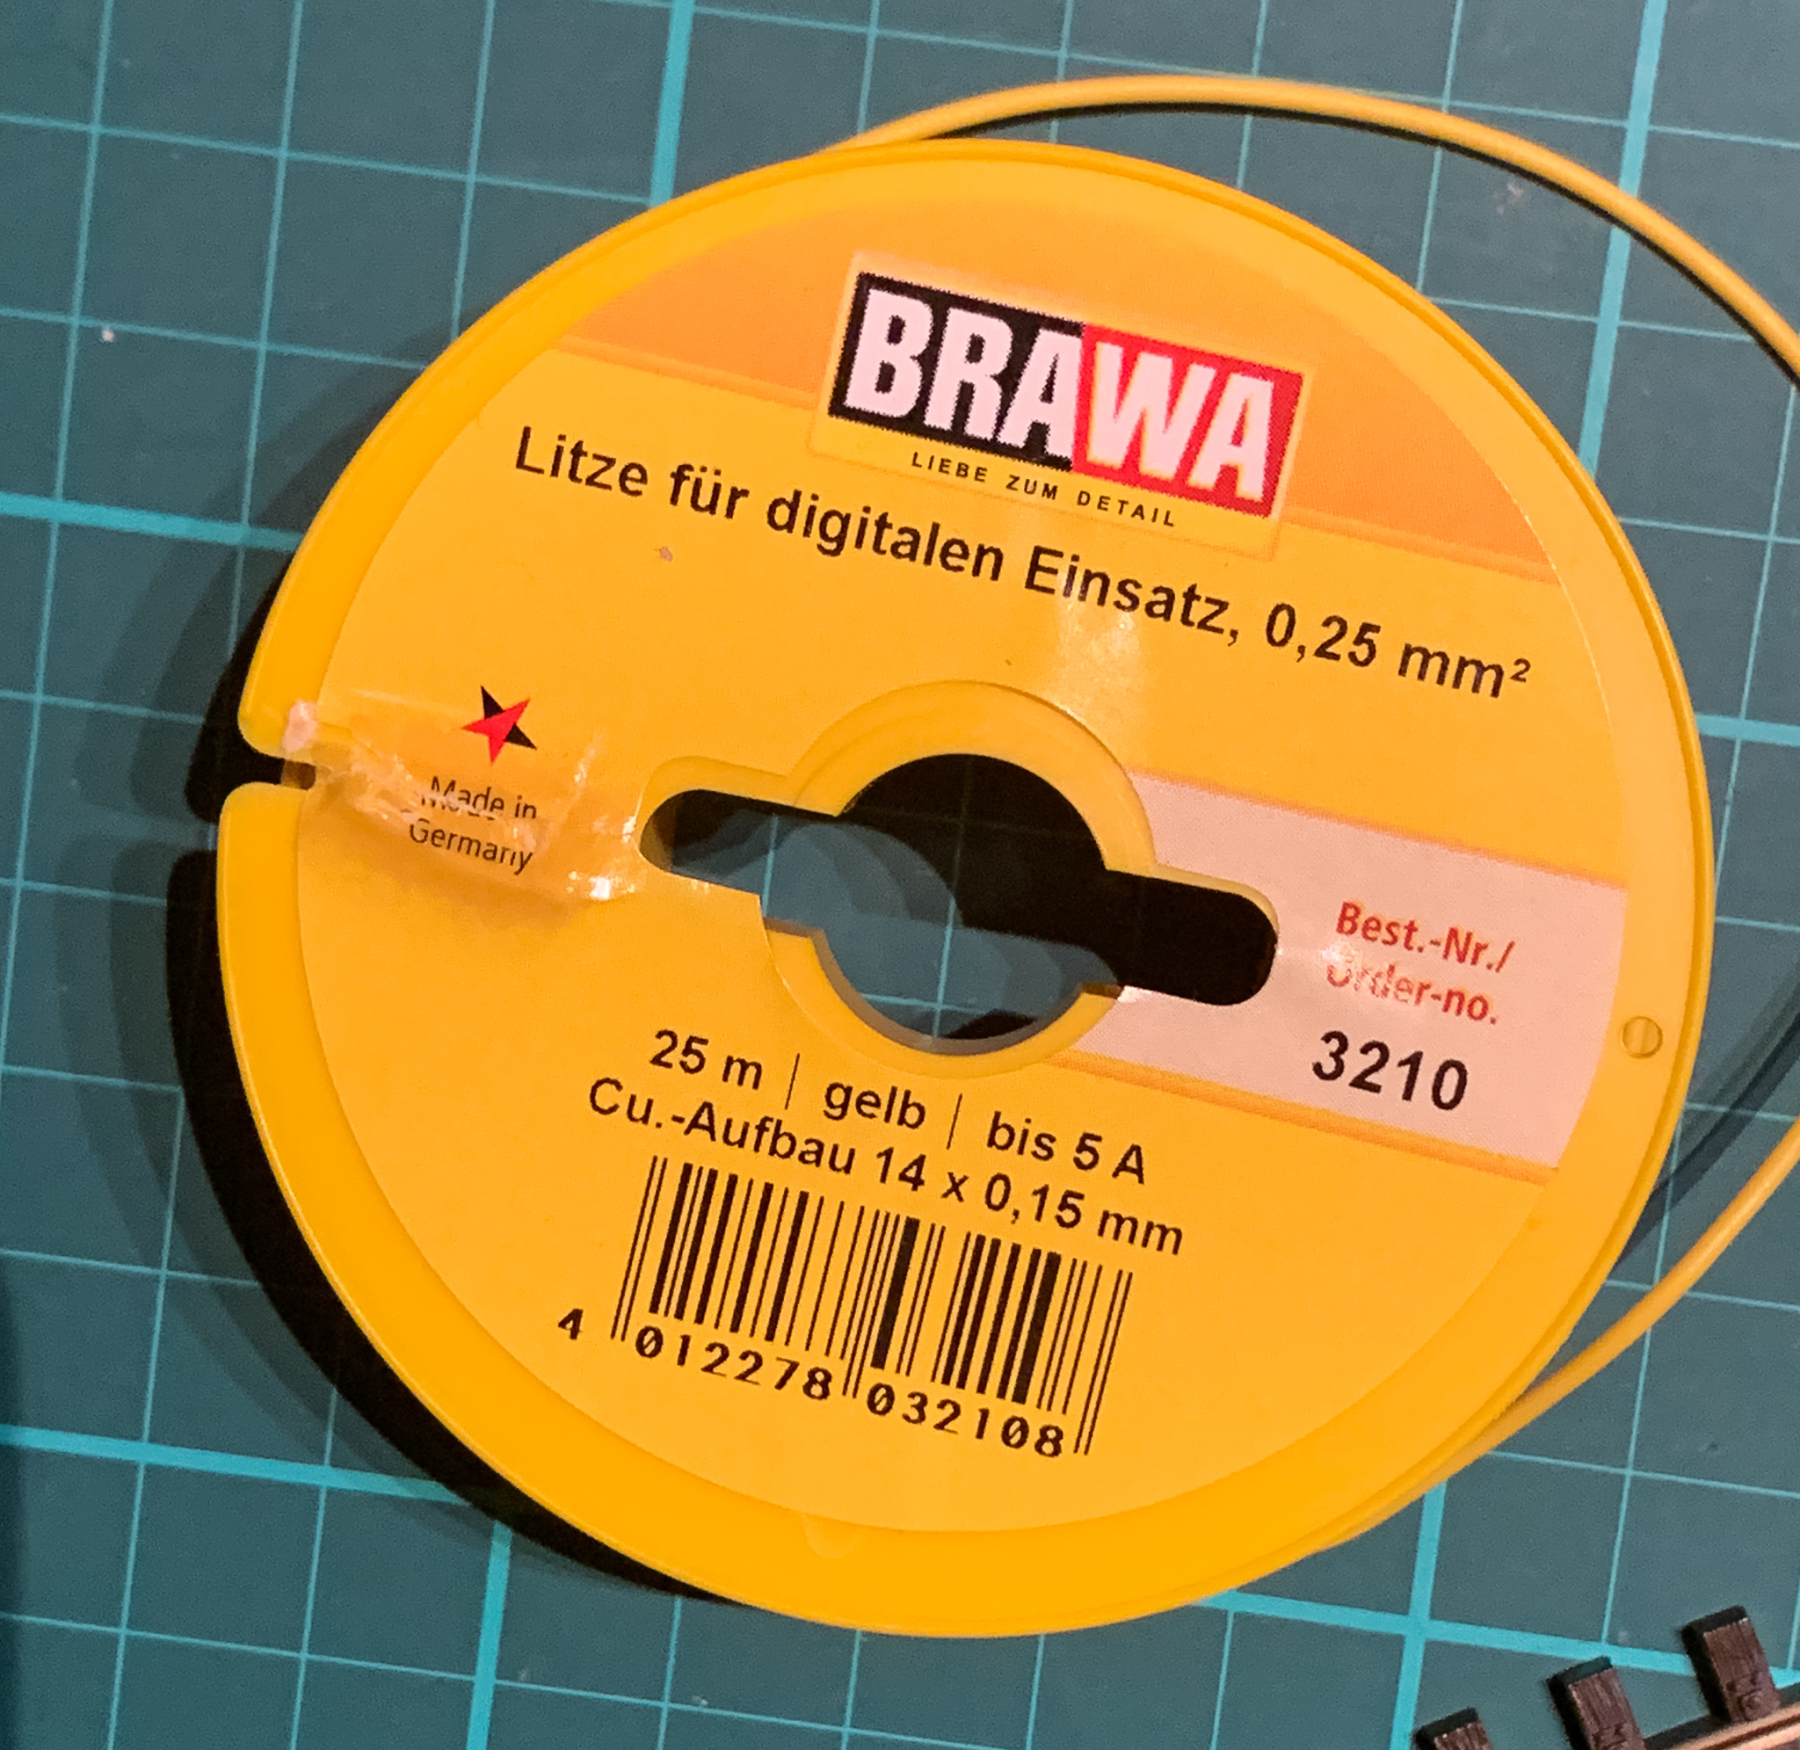 BRAWA
LIEBE ZUM DETAIL
Litze für digitalen Einsatz, 0,25 mm²
Made in
Germany
Best.-Nr./
Order-no.
3210
25 m | gelb | bis 5 A
Cu.-Aufbau 14 x 0,15 mm
4 012278 032108